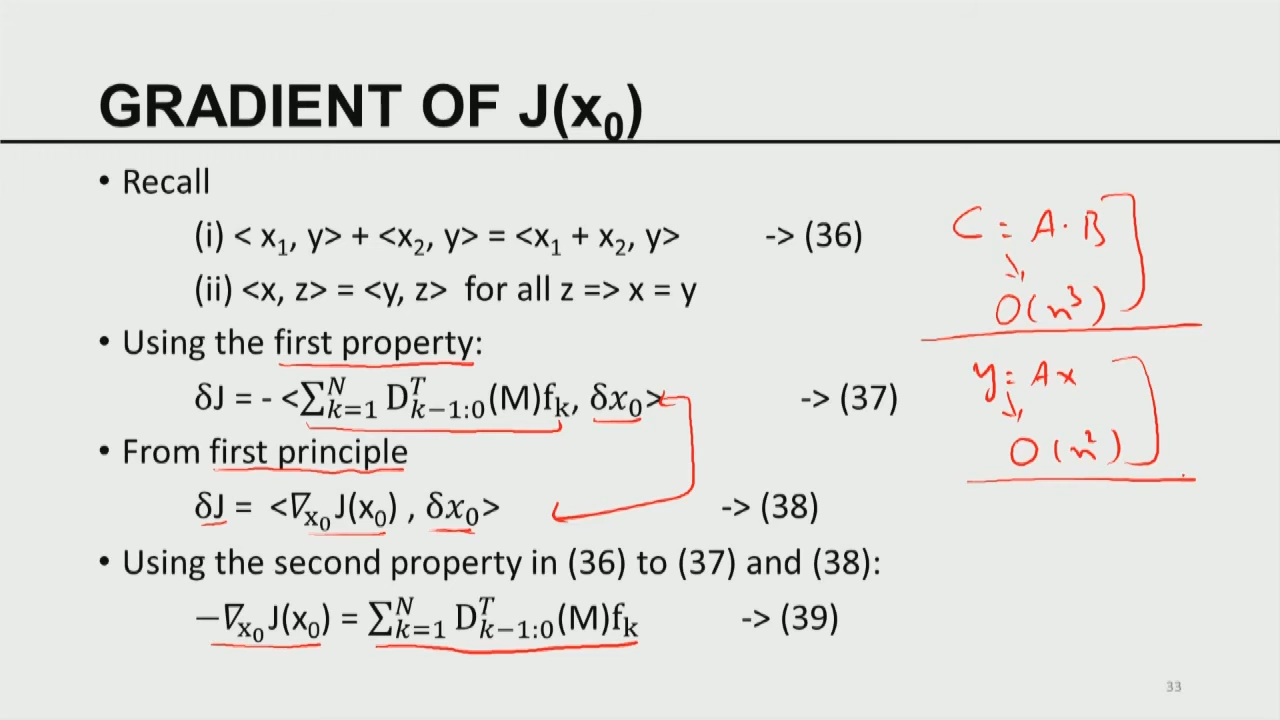 GRADIENT OF J(x₀)
• Recall
(i) < x₁, y> + <x₂, y> = <x₁ + x₂, y> -> (36)
(ii) <x, z> = <y, z> for all z => x = y
• Using the first property:
δJ = - <∑ᴺₖ₌₁ Dᵀₖ₋₁:₀(M)fₖ, δx₀> -> (37)
• From first principle
δJ = <∇ₓ₀J(x₀) , δx₀> -> (38)
• Using the second property in (36) to (37) and (38):
−∇ₓ₀J(x₀) = ∑ᴺₖ₌₁ Dᵀₖ₋₁:₀(M)fₖ -> (39)
C = A · B
O(n³)
y = Ax
O(n²)
33